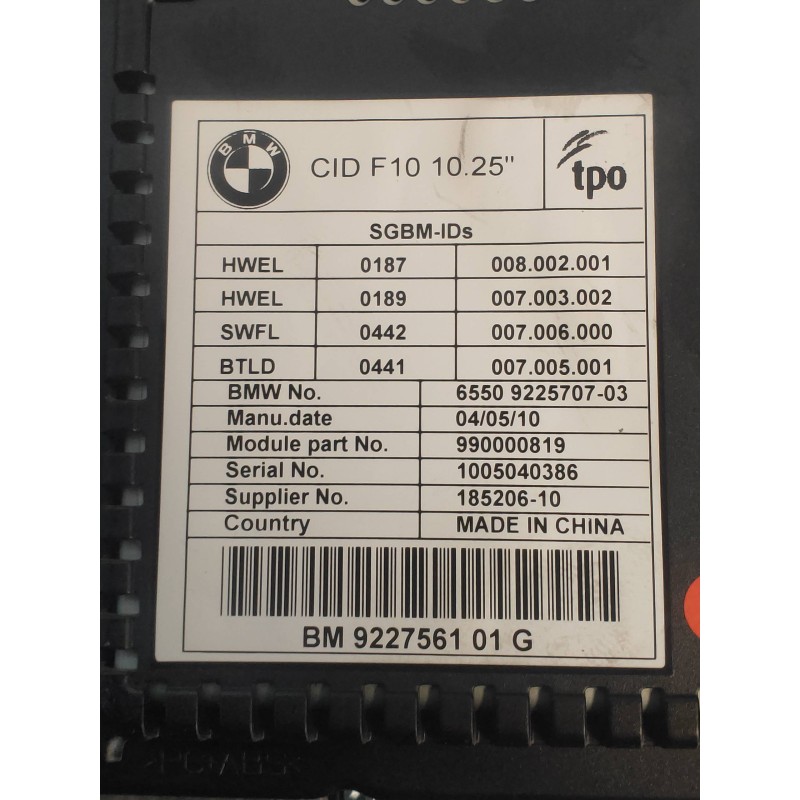 BMW
CID F10 10.25"
tpo
SGBM-IDs
HWEL 0187 008.002.001
HWEL 0189 007.003.002
SWFL 0442 007.006.000
BTLD 0441 007.005.001
BMW No. 6550 9225707-03
Manu.date 04/05/10
Module part No. 990000819
Serial No. 1005040386
Supplier No. 185206-10
Country MADE IN CHINA
BM 9227561 01 G
>PC+ABS<